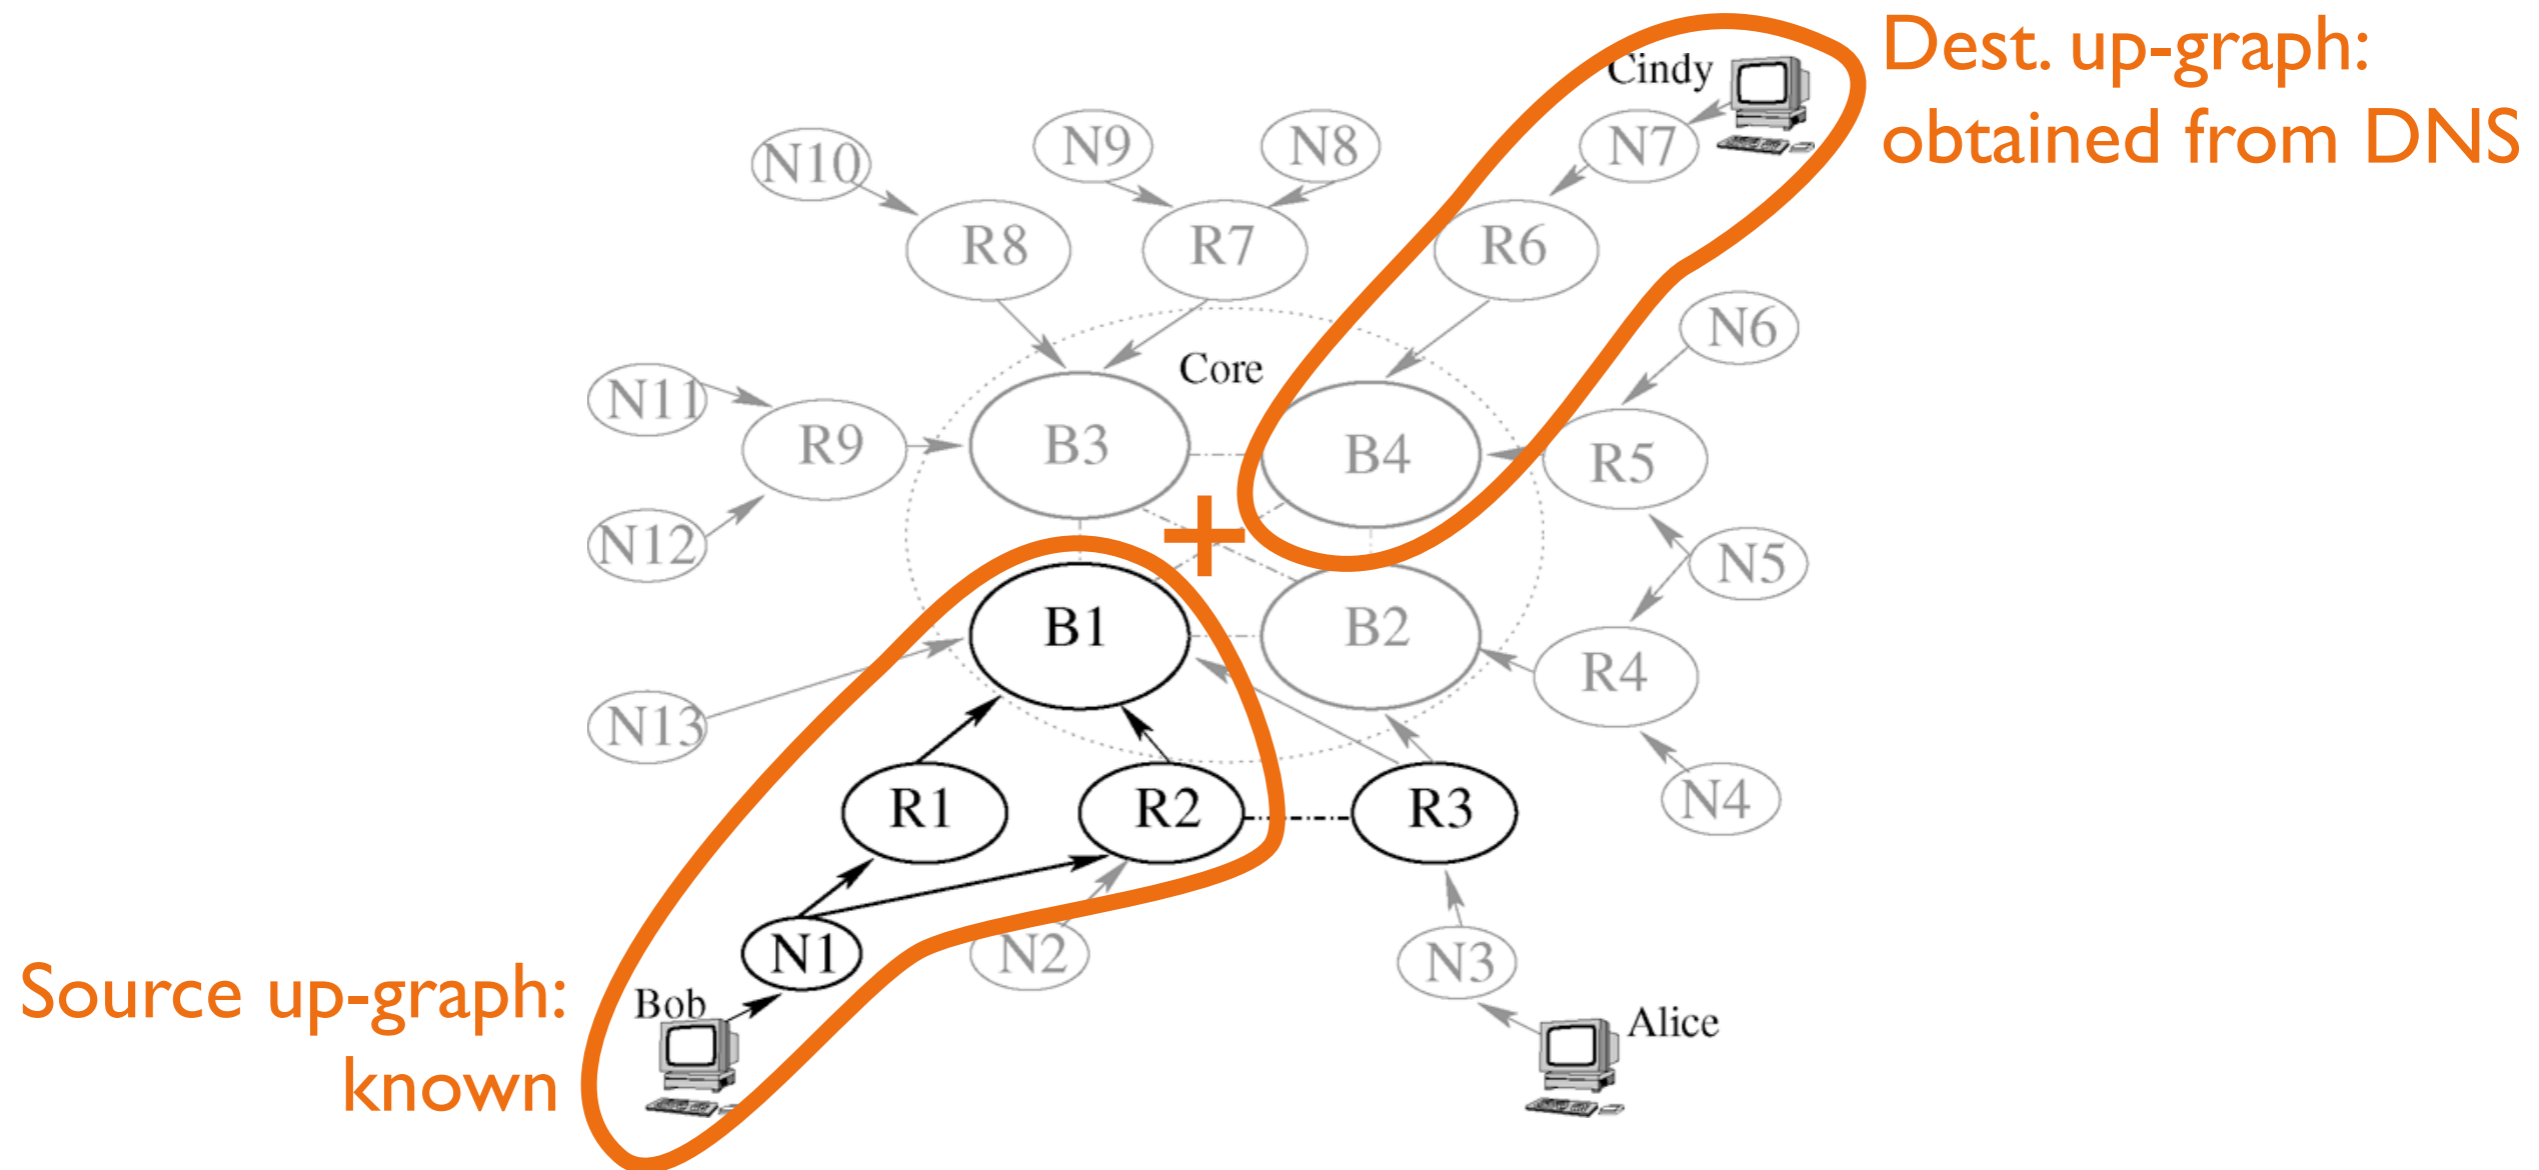 Dest. up-graph:
obtained from DNS
Cindy
N10
N9
N8
N7
R8
R7
R6
N6
Core
N11
R9
B3
B4
R5
N12
+
N5
B1
B2
R4
N13
R1
R2
R3
N4
N1
N2
N3
Source up-graph:
known
Bob
Alice